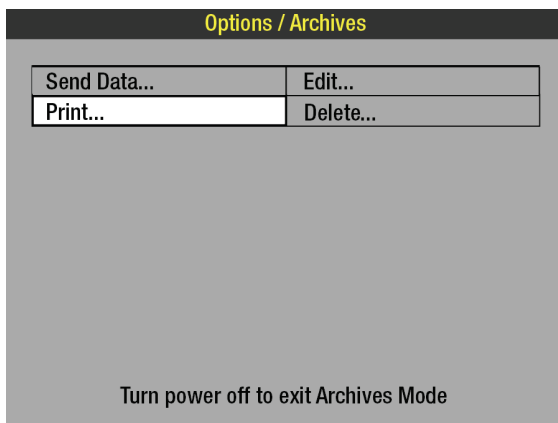 Options / Archives
Send Data... Edit...
Print... Delete...
Turn power off to exit Archives Mode